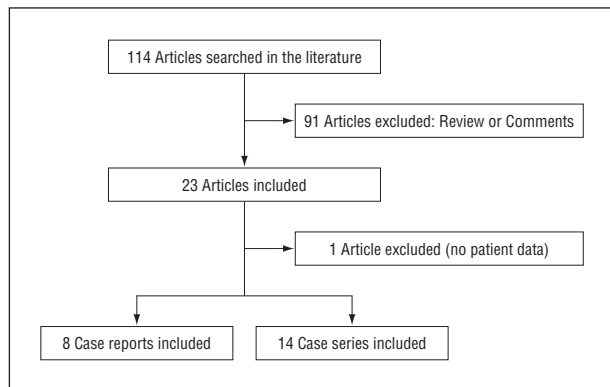 114 Articles searched in the literature
91 Articles excluded: Review or Comments
23 Articles included
1 Article excluded (no patient data)
8 Case reports included
14 Case series included